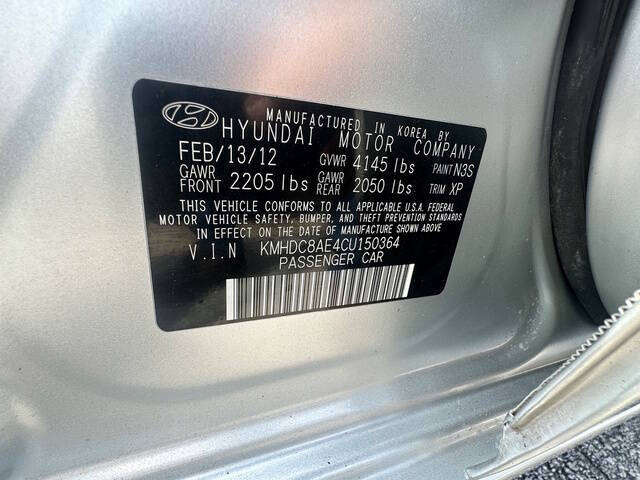 MANUFACTURED IN KOREA BY
HYUNDAI MOTOR COMPANY
FEB/13/12 GVWR 4145 lbs PAINT N3S
GAWR FRONT 2205 lbs GAWR REAR 2050 lbs TRIM XP
THIS VEHICLE CONFORMS TO ALL APPLICABLE U.S.A. FEDERAL
MOTOR VEHICLE SAFETY, BUMPER, AND THEFT PREVENTION STANDARDS
IN EFFECT ON THE DATE OF MANUFACTURE SHOWN ABOVE
V.I.N KMHDC8AE4CU150364
PASSENGER CAR